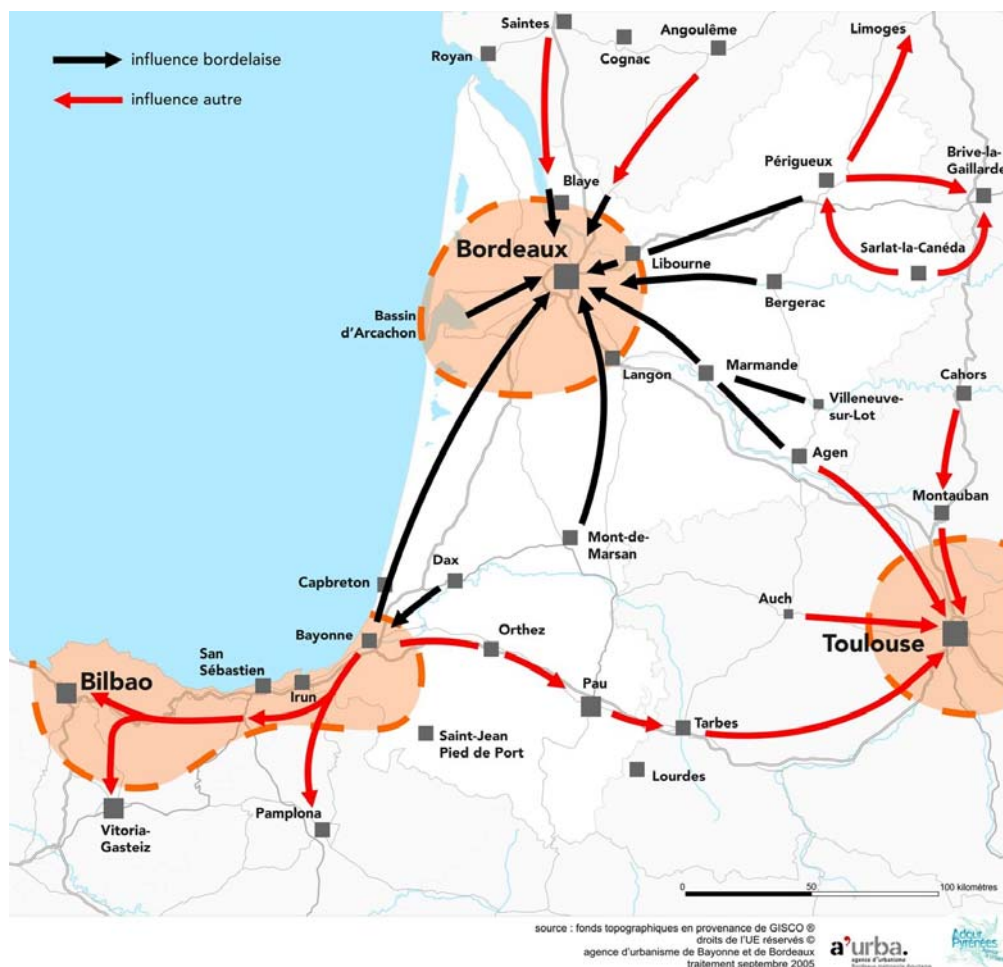 influence bordelaise
influence autre
Saintes
Royan
Cognac
Angoulême
Limoges
Périgueux
Brive-la-
Gaillarde
Blaye
Bordeaux
Libourne
Sarlat-la-Canéda
Bergerac
Bassin
d'Arcachon
Langon
Marmande
Villeneuve-
sur-Lot
Cahors
Agen
Montauban
Mont-de-
Marsan
Dax
Capbreton
Auch
Bayonne
Orthez
Toulouse
San
Sébastien
Irun
Bilbao
Pau
Tarbes
Saint-Jean
Pied de Port
Lourdes
Vitoria-
Gasteiz
Pamplona
0
50
100 kilomètres
source : fonds topographiques en provenance de GISCO ®
droits de l'UE réservés ©
agence d'urbanisme de Bayonne et de Bordeaux
traitement septembre 2005
a'urba.
agence d'urbanisme
Adour
Pyrénées